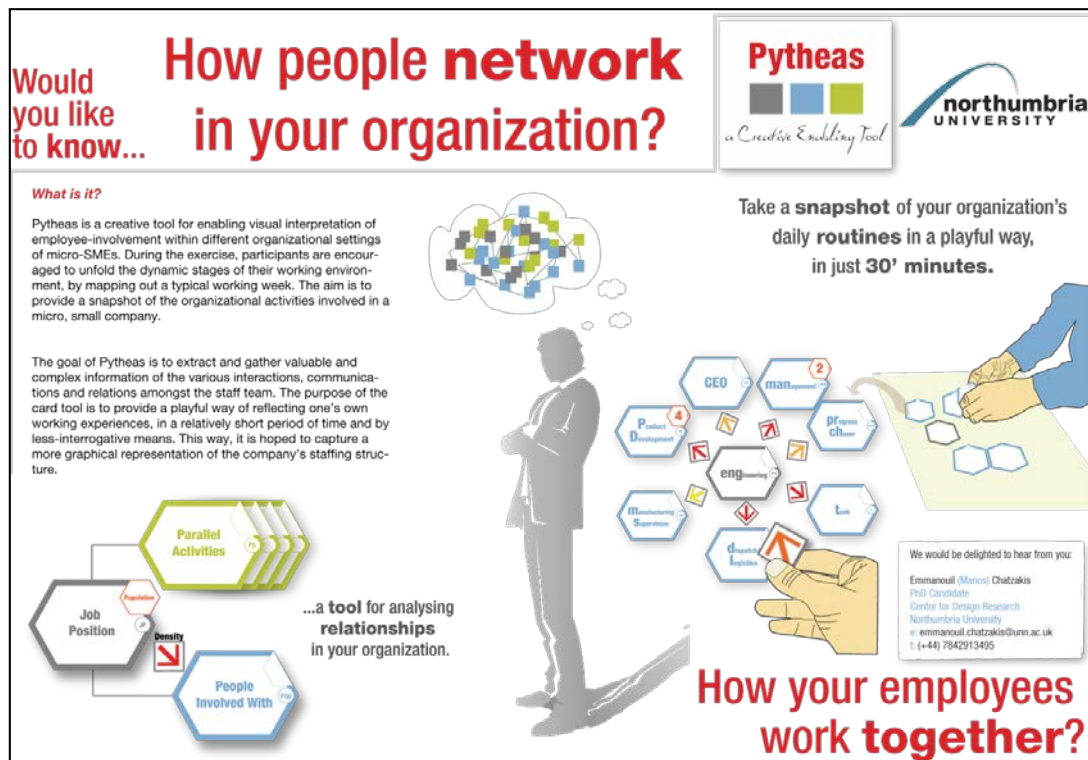 Would
you like
to know...
How people network
in your organization?
Pytheas
a Creative Enabling Tool
northumbria
UNIVERSITY
What is it?
Pytheas is a creative tool for enabling visual interpretation of
employee-involvement within different organizational settings
of micro-SMEs. During the exercise, participants are encour-
aged to unfold the dynamic stages of their working environ-
ment, by mapping out a typical working week. The aim is to
provide a snapshot of the organizational activities involved in a
micro, small company.
The goal of Pytheas is to extract and gather valuable and
complex information of the various interactions, communica-
tions and relations amongst the staff team. The purpose of the
card tool is to provide a playful way of reflecting one's own
working experiences, in a relatively short period of time and by
less-interrogative means. This way, it is hoped to capture a
more graphical representation of the company's staffing struc-
ture.
Parallel
Activities
PA
Population
Job
Position
JP
Density
People
Involved With
...a tool for analysing
relationships
in your organization.
Take a snapshot of your organization's
daily routines in a playful way,
in just 30' minutes.
CEO
management
2
Product
Development
4
progress
chaser
engineering
manufacturing
Supervision
tech
dispatch
logistics
We would be delighted to hear from you:
Emmanouil (Manos) Chatzakis
PhD Candidate
Centre for Design Research
Northumbria University
e: emmanouil.chatzakis@unn.ac.uk
t: (+44) 7842913495
How your employees
work together?